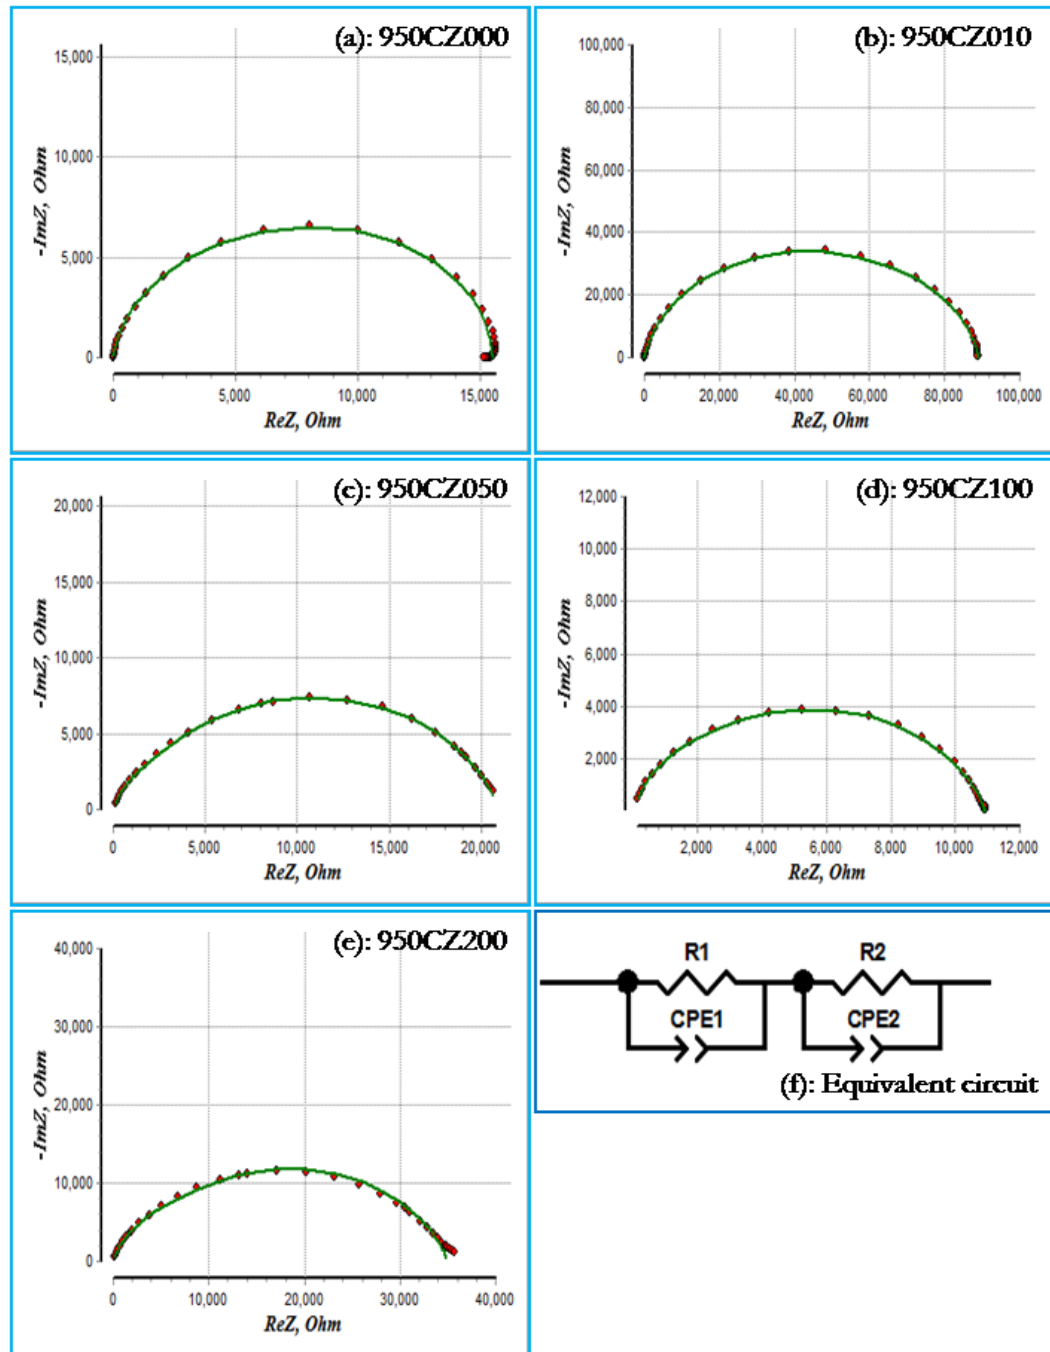 (a): 950CZ000
15,000
10,000
5,000
0
-ImZ, Ohm
0 5,000 10,000 15,000
ReZ, Ohm
(b): 950CZ010
100,000
80,000
60,000
40,000
20,000
0
-ImZ, Ohm
0 20,000 40,000 60,000 80,000 100,000
ReZ, Ohm
(c): 950CZ050
20,000
15,000
10,000
5,000
0
-ImZ, Ohm
0 5,000 10,000 15,000 20,000
ReZ, Ohm
(d): 950CZ100
12,000
10,000
8,000
6,000
4,000
2,000
-ImZ, Ohm
2,000 4,000 6,000 8,000 10,000 12,000
ReZ, Ohm
(e): 950CZ200
40,000
30,000
20,000
10,000
0
-ImZ, Ohm
0 10,000 20,000 30,000 40,000
ReZ, Ohm
R1 R2
CPE1 CPE2
(f): Equivalent circuit